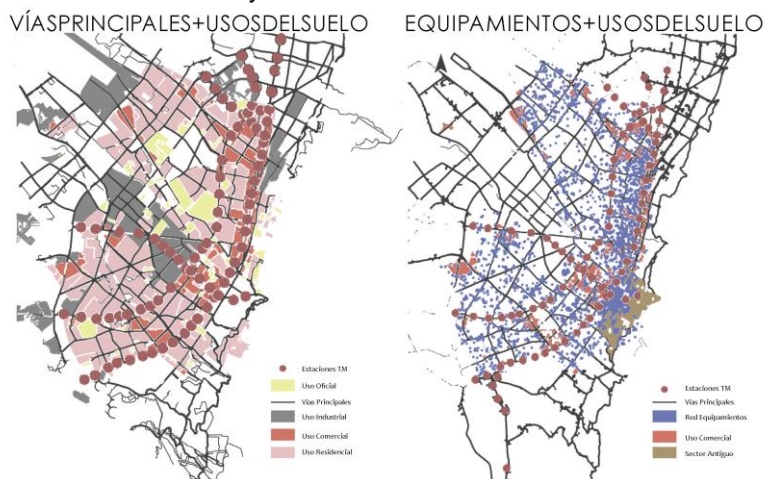 VÍASPRINCIPALES+USOSDELSUELO
EQUIPAMIENTOS+USOSDELSUELO
Estaciones TM
Uso Oficial
Vías Principales
Uso Industrial
Uso Comercial
Uso Residencial
Estaciones TM
Vías Principales
Red Equipamientos
Uso Comercial
Sector Antiguo